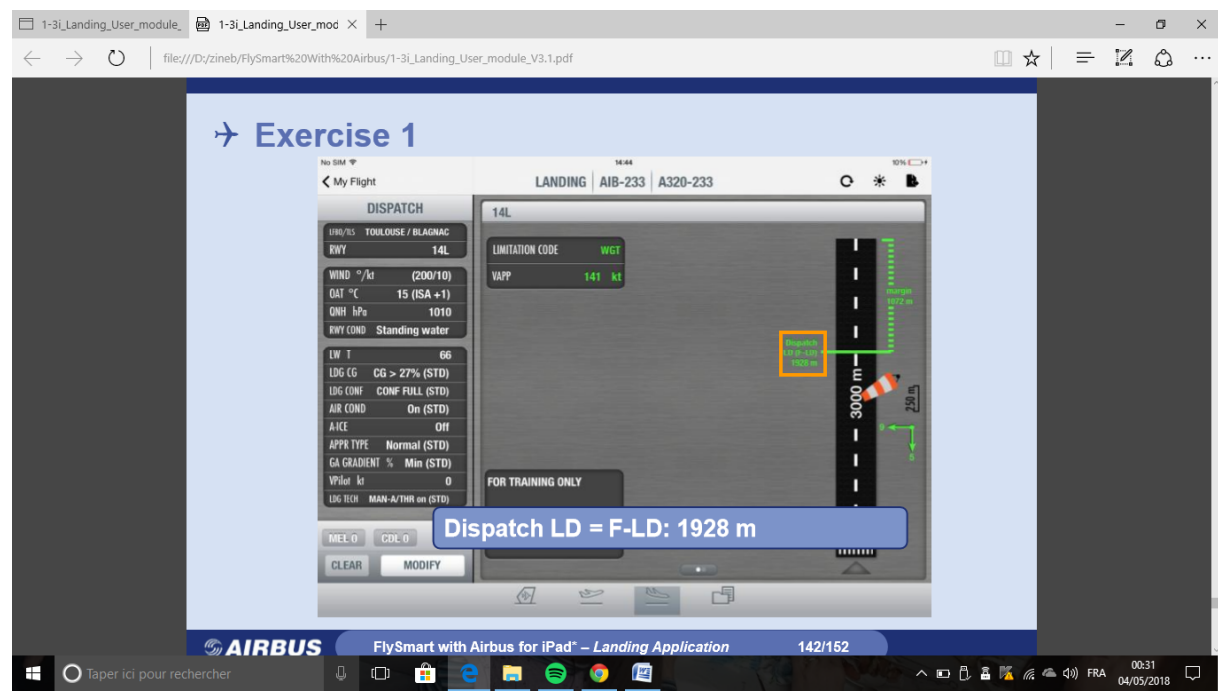 1-3i_Landing_User_module_
1-3i_Landing_User_mod
file:///D:/zineb/FlySmart%20With%20Airbus/1-3i_Landing_User_module_V3.1.pdf
Exercise 1
No SIM 14:44 10%
My Flight LANDING AIB-233 A320-233
DISPATCH
14L
LFBO/TLS TOULOUSE / BLAGNAC
RWY 14L
WIND °/kt (200/10)
OAT °C 15 (ISA +1)
QNH hPa 1010
RWY COND Standing water
LW T 66
LDG CG CG > 27% (STD)
LDG CONF CONF FULL (STD)
AIR COND On (STD)
A-ICE Off
APPR TYPE Normal (STD)
GA GRADIENT % Min (STD)
VPilot kt 0
LDG TECH MAN-A/THR on (STD)
MEL 0 CDL 0
CLEAR MODIFY
LIMITATION CODE WGT
VAPP 141 kt
margin
1072 m
Dispatch
LD (F-LD)
1928 m
3000 m
250 m
9
5
FOR TRAINING ONLY
Dispatch LD = F-LD: 1928 m
AIRBUS FlySmart with Airbus for iPad* – Landing Application 142/152
Taper ici pour rechercher
FRA
00:31
04/05/2018